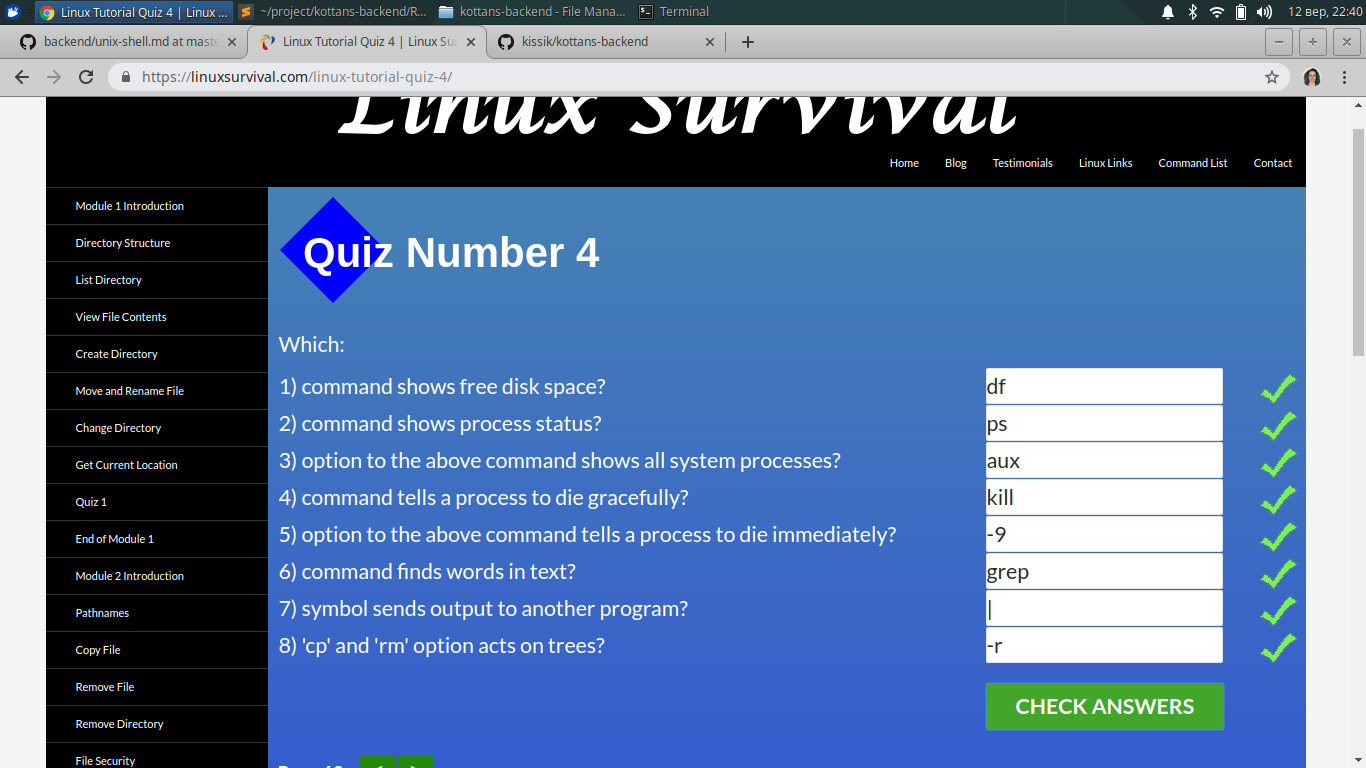 Linux Tutorial Quiz 4 | Linux ...
~/project/kottans-backend/R...
kottans-backend - File Mana...
Terminal
12 вер, 22:40
backend/unix-shell.md at maste
Linux Tutorial Quiz 4 | Linux Sur
kissik/kottans-backend
https://linuxsurvival.com/linux-tutorial-quiz-4/
Linux Survival
Home Blog Testimonials Linux Links Command List Contact
Module 1 Introduction
Directory Structure
List Directory
View File Contents
Create Directory
Move and Rename File
Change Directory
Get Current Location
Quiz 1
End of Module 1
Module 2 Introduction
Pathnames
Copy File
Remove File
Remove Directory
File Security
Quiz Number 4
Which:
1) command shows free disk space? df
2) command shows process status? ps
3) option to the above command shows all system processes? aux
4) command tells a process to die gracefully? kill
5) option to the above command tells a process to die immediately? -9
6) command finds words in text? grep
7) symbol sends output to another program? |
8) 'cp' and 'rm' option acts on trees? -r
CHECK ANSWERS